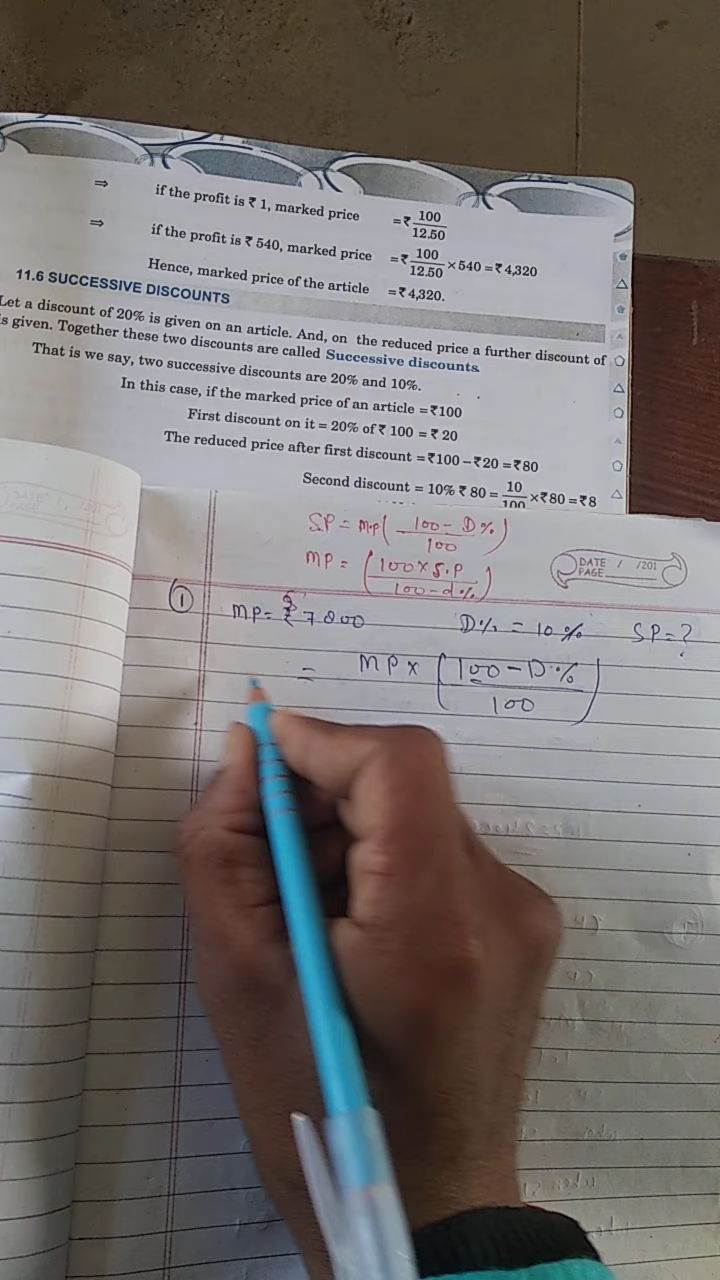 ⇒ if the profit is ₹ 1, marked price = ₹ 100/12.50
⇒ if the profit is ₹ 540, marked price = ₹ 100/12.50 × 540 = ₹ 4,320
Hence, marked price of the article = ₹ 4,320.
11.6 SUCCESSIVE DISCOUNTS
Let a discount of 20% is given on an article. And, on the reduced price a further discount of
is given. Together these two discounts are called Successive discounts.
That is we say, two successive discounts are 20% and 10%.
In this case, if the marked price of an article = ₹100
First discount on it = 20% of ₹ 100 = ₹ 20
The reduced price after first discount = ₹100 – ₹20 = ₹80
Second discount = 10% ₹ 80 = 10/100 × ₹80 = ₹8
S.P = M.P ( 100 - D% / 100 )
MP = ( 100 × S.P / 100 - d% )
DATE / /201
PAGE
① MP = ₹ 7800 D% = 10% SP = ?
= MP × ( 100 - D% / 100 )